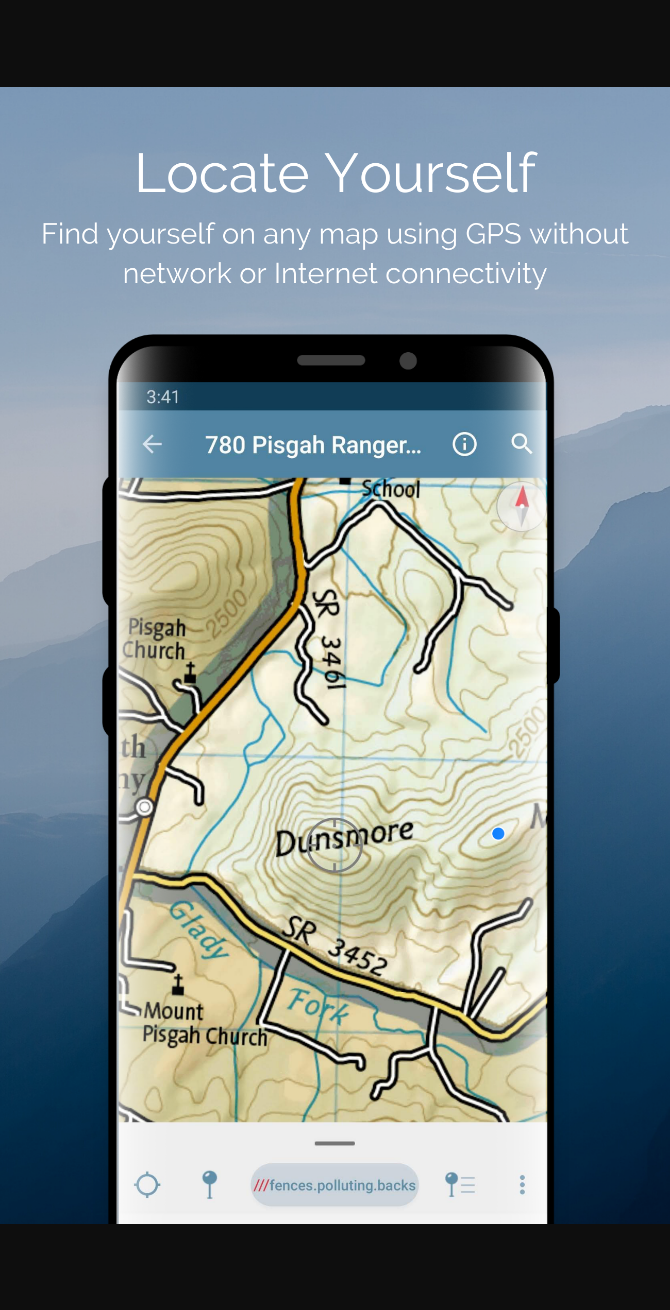 Locate Yourself
Find yourself on any map using GPS without
network or Internet connectivity
3:41
780 Pisgah Ranger...
School
2500
SR 3461
Pisgah
Church
2500
th
ny
M
Dunsmore
Glady
SR 3452
Fork
Mount
Pisgah Church
///fences.polluting.backs